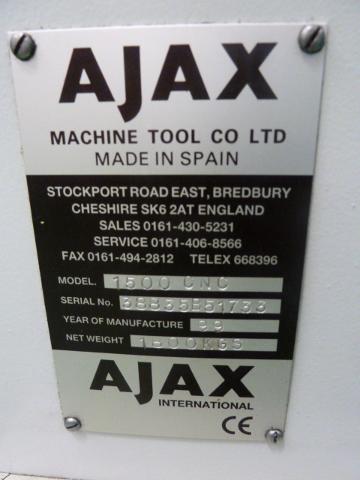 AJAX
MACHINE TOOL CO LTD
MADE IN SPAIN
STOCKPORT ROAD EAST, BREDBURY
CHESHIRE SK6 2AT ENGLAND
SALES 0161-430-5231
SERVICE 0161-406-8566
FAX 0161-494-2812 TELEX 668396
MODEL. 1500 CNC
SERIAL No.
YEAR OF MANUFACTURE 99
NET WEIGHT 1800KGS
AJAX
INTERNATIONAL
CE